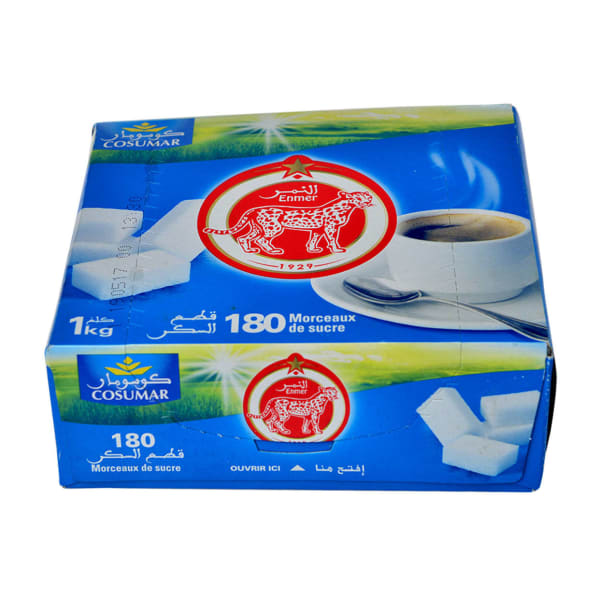 كوسومار
COSUMAR
النمر
Enmer
1929
1kg كلغ
قطع السكر
180
Morceaux
de sucre
كوسومار
COSUMAR
النمر
Enmer
180
قطع السكر
Morceaux de sucre
OUVRIR ICI
إفتح هنا